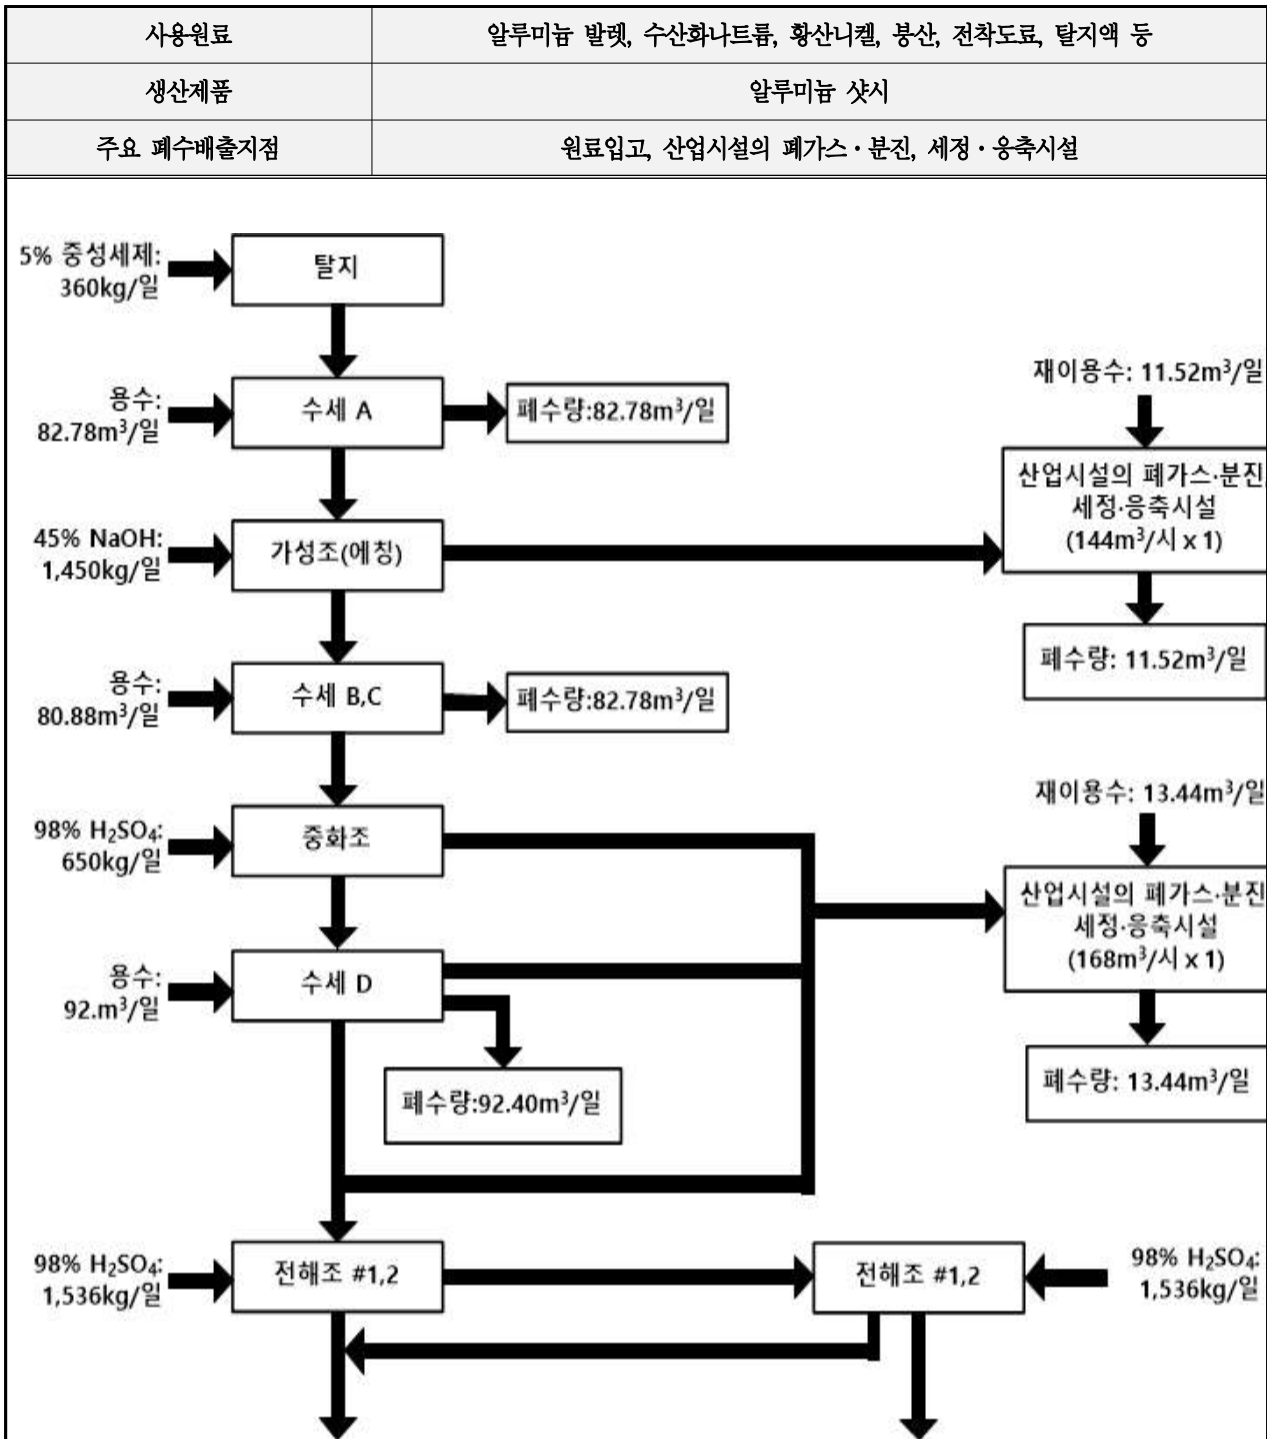 사용원료 알루미늄 발렛, 수산화나트륨, 황산니켈, 붕산, 전착도료, 탈지액 등
생산제품 알루미늄 샷시
주요 폐수배출지점 원료입고, 산업시설의 폐가스·분진, 세정·응축시설
5% 중성세제:
360kg/일
탈지
용수:
82.78m³/일
수세 A
폐수량:82.78m³/일
재이용수: 11.52m³/일
45% NaOH:
1,450kg/일
가성조(에칭)
산업시설의 폐가스·분진
세정·응축시설
(144m³/시 x 1)
폐수량: 11.52m³/일
용수:
80.88m³/일
수세 B,C
폐수량:82.78m³/일
98% H₂SO₄:
650kg/일
중화조
재이용수: 13.44m³/일
산업시설의 폐가스·분진
세정·응축시설
(168m³/시 x 1)
용수:
92.m³/일
수세 D
폐수량:92.40m³/일
폐수량: 13.44m³/일
98% H₂SO₄:
1,536kg/일
전해조 #1,2
전해조 #1,2
98% H₂SO₄:
1,536kg/일